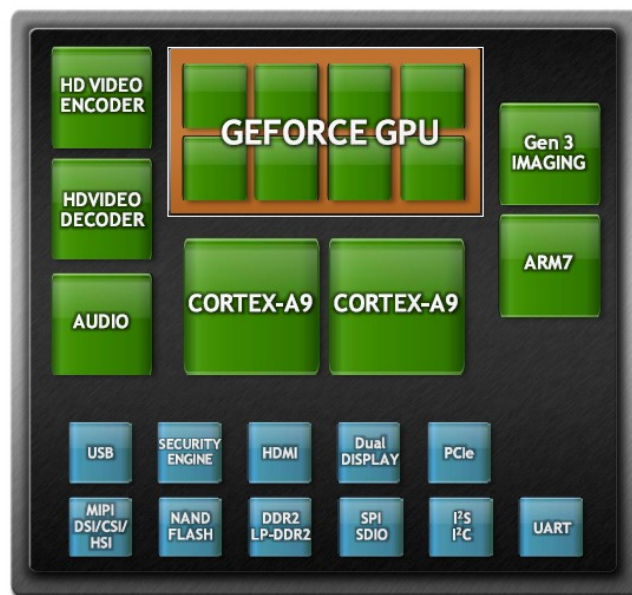 HD VIDEO
ENCODER
GEFORCE GPU
Gen 3
IMAGING
HDVIDEO
DECODER
ARM7
CORTEX-A9
CORTEX-A9
AUDIO
USB
SECURITY
ENGINE
HDMI
Dual
DISPLAY
PCIe
MIPI
DSI/CSI/
HSI
NAND
FLASH
DDR2
LP-DDR2
SPI
SDIO
I²S
I²C
UART